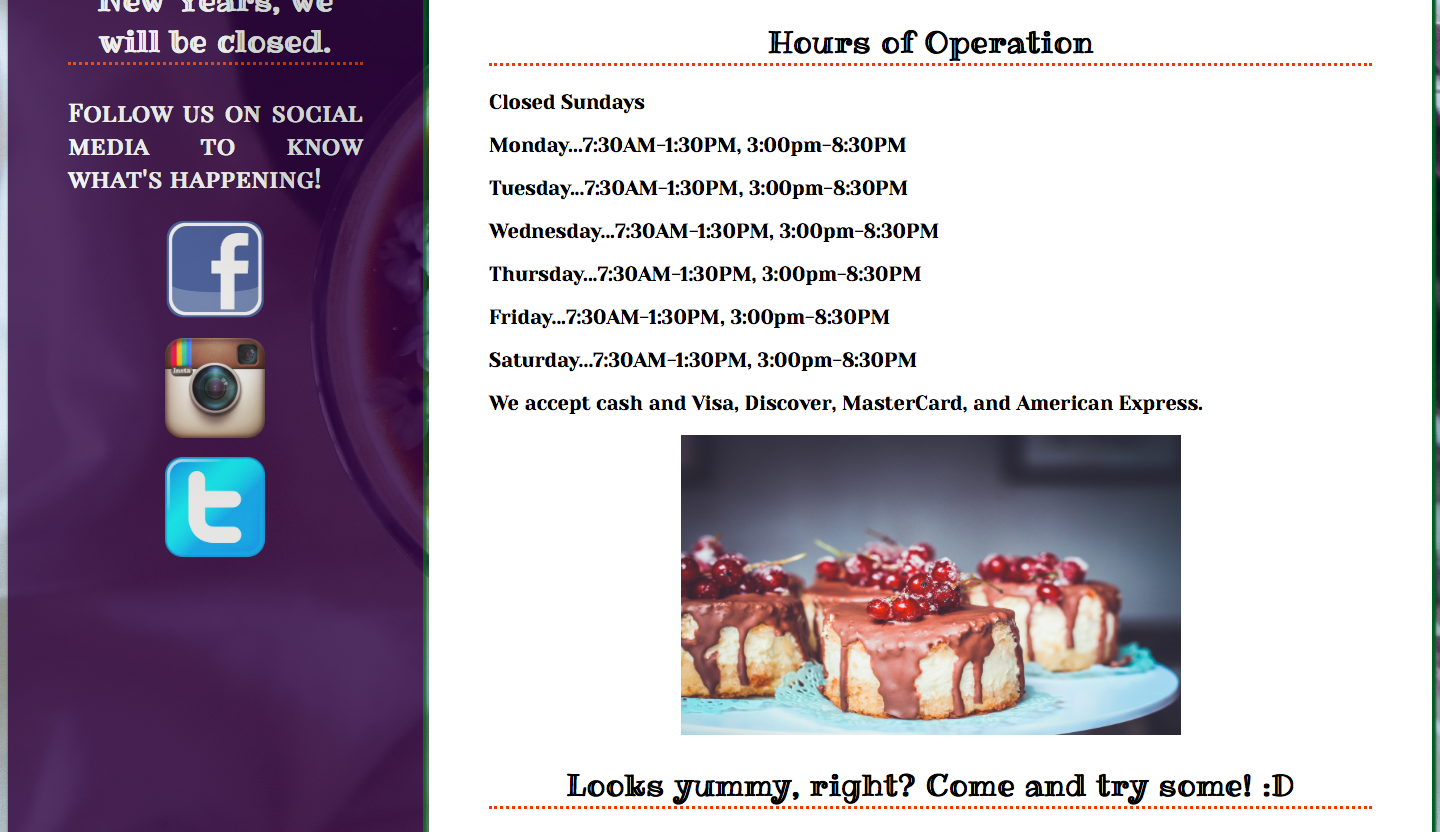 New Years, we
will be closed.
Follow us on social
media to know
what's happening!
f
Insta
t
Hours of Operation
Closed Sundays
Monday...7:30AM-1:30PM, 3:00pm-8:30PM
Tuesday...7:30AM-1:30PM, 3:00pm-8:30PM
Wednesday...7:30AM-1:30PM, 3:00pm-8:30PM
Thursday...7:30AM-1:30PM, 3:00pm-8:30PM
Friday...7:30AM-1:30PM, 3:00pm-8:30PM
Saturday...7:30AM-1:30PM, 3:00pm-8:30PM
We accept cash and Visa, Discover, MasterCard, and American Express.
Looks yummy, right? Come and try some! :D